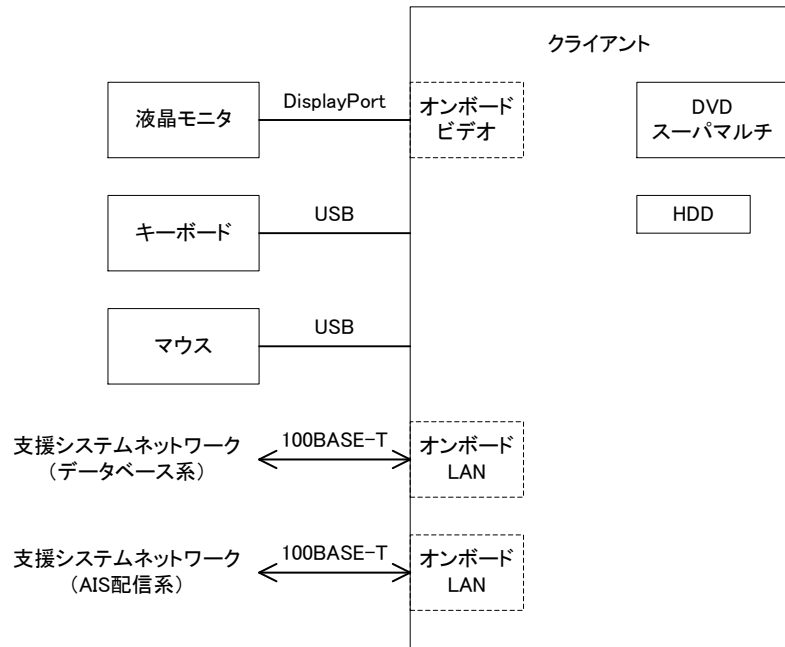 クライアント
液晶モニタ
DisplayPort
オンボード
ビデオ
DVD
スーパマルチ
キーボード
USB
HDD
マウス
USB
支援システムネットワーク
（データベース系）
100BASE-T
オンボード
LAN
支援システムネットワーク
（AIS配信系）
100BASE-T
オンボード
LAN